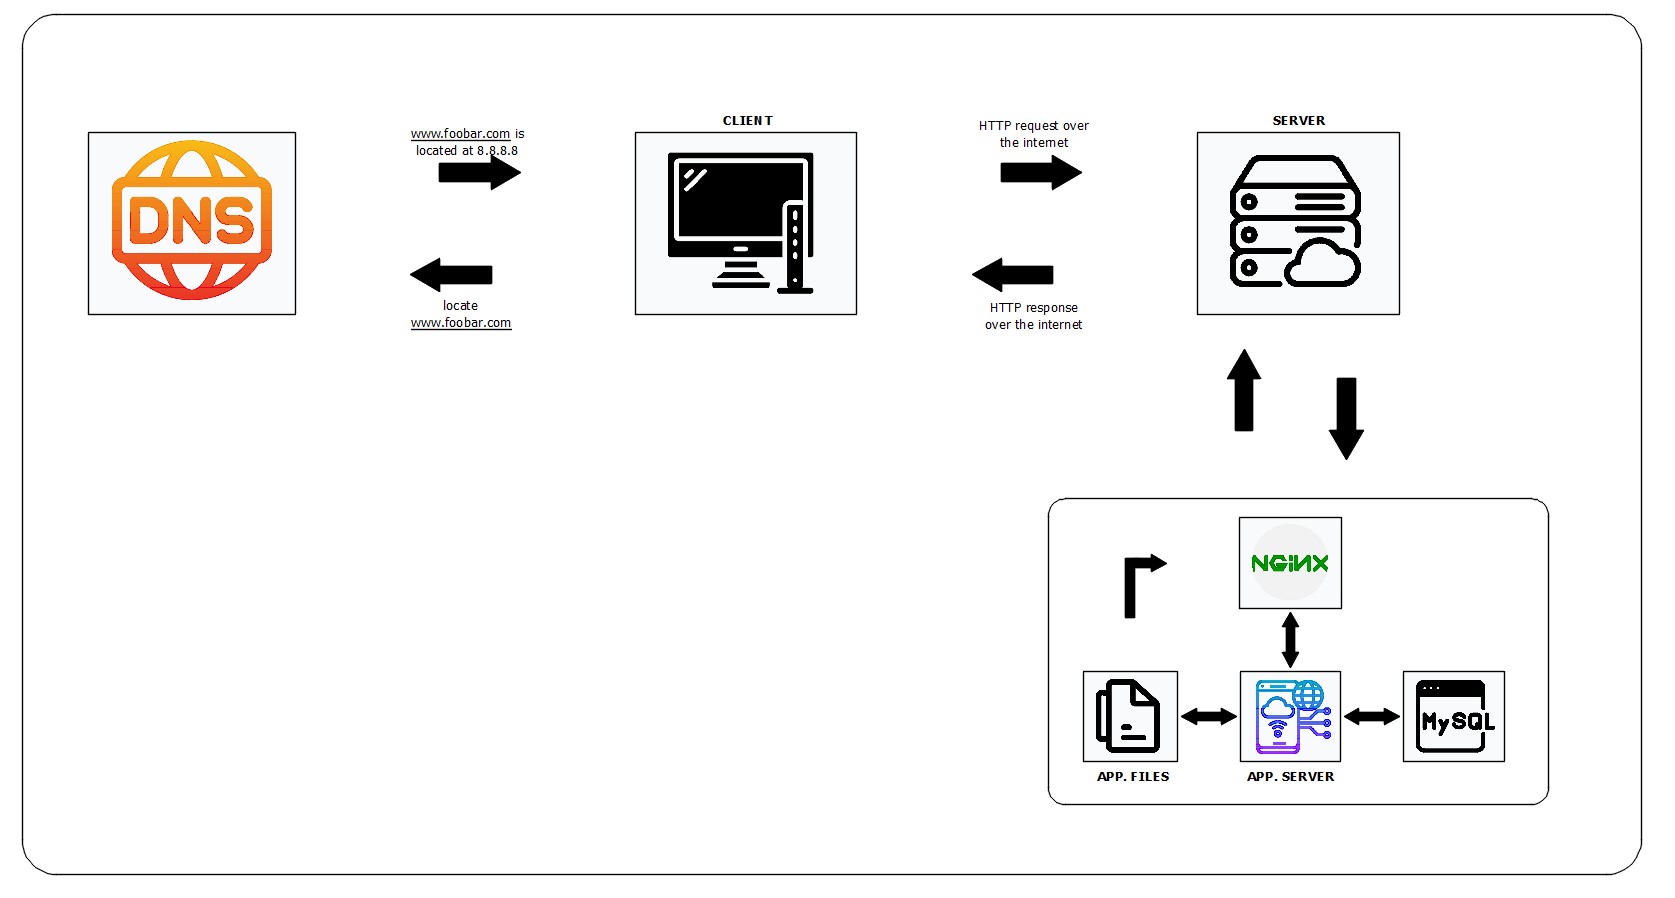 CLIENT
SERVER
www.foobar.com is
located at 8.8.8.8
HTTP request over
the internet
DNS
locate
www.foobar.com
HTTP response
over the internet
NGiNX
MySQL
APP. FILES
APP. SERVER